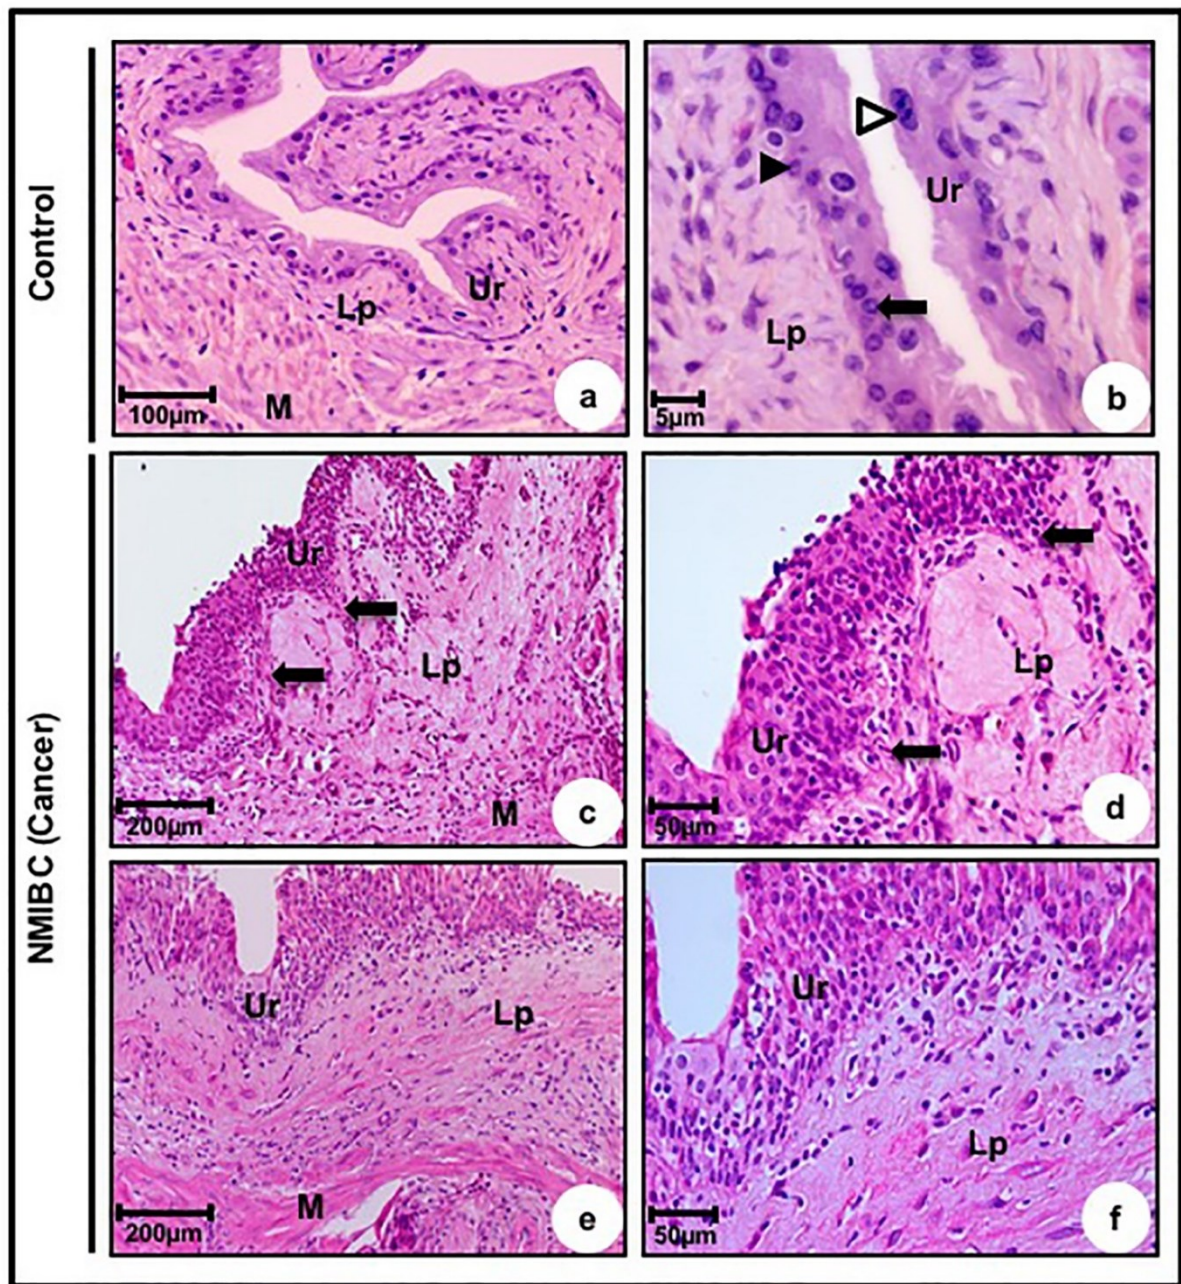 Control
Ur
Lp
M
100µm
a
Ur
Lp
5µm
b
NMIBC (Cancer)
Ur
Lp
M
200µm
c
Lp
Ur
50µm
d
Ur
Lp
M
200µm
e
Ur
Lp
50µm
f